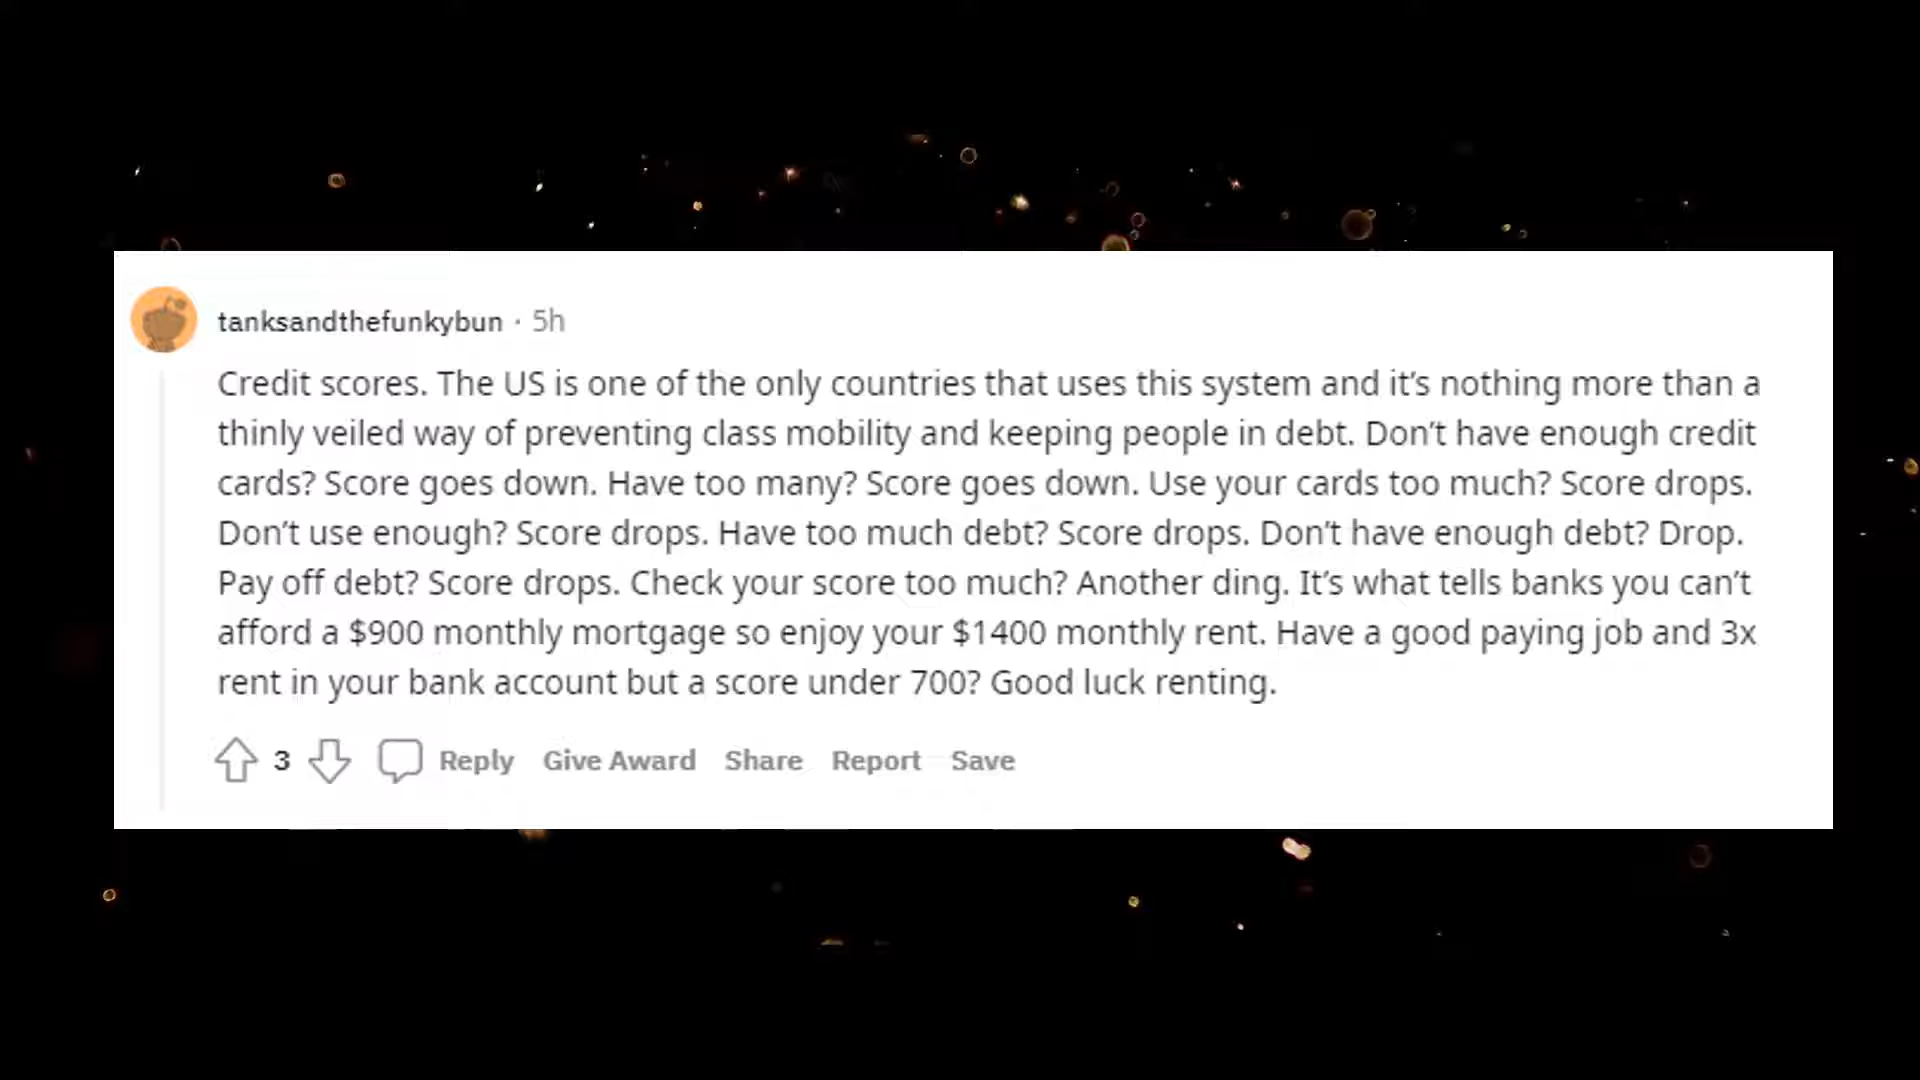 tanksandthefunkybun · 5h
Credit scores. The US is one of the only countries that uses this system and it's nothing more than a
thinly veiled way of preventing class mobility and keeping people in debt. Don't have enough credit
cards? Score goes down. Have too many? Score goes down. Use your cards too much? Score drops.
Don't use enough? Score drops. Have too much debt? Score drops. Don't have enough debt? Drop.
Pay off debt? Score drops. Check your score too much? Another ding. It's what tells banks you can't
afford a $900 monthly mortgage so enjoy your $1400 monthly rent. Have a good paying job and 3x
rent in your bank account but a score under 700? Good luck renting.
3 Reply Give Award Share Report Save